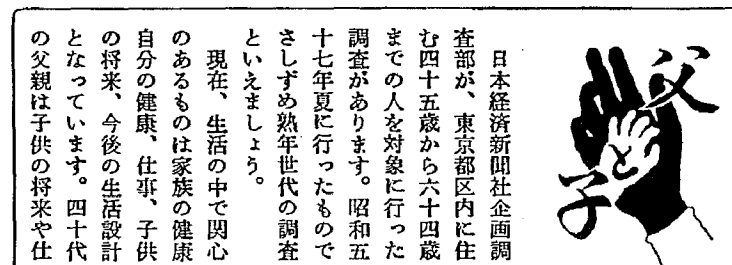 父
と
子
日本経済新聞社企画調
査部が、東京都区内に住
む四十五歳から六十四歳
までの人を対象に行った
調査があります。昭和五
十七年夏に行ったもので
さしずめ熟年世代の調査
といえましょう。
現在、生活の中で関心
のあるものは家族の健康
自分の健康、仕事、子供
の将来、今後の生活設計
となっています。四十代
の父親は子供の将来や仕